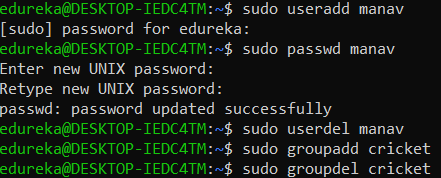 edureka@DESKTOP-IEDC4TM:~$ sudo useradd manav
[sudo] password for edureka:
edureka@DESKTOP-IEDC4TM:~$ sudo passwd manav
Enter new UNIX password:
Retype new UNIX password:
passwd: password updated successfully
edureka@DESKTOP-IEDC4TM:~$ sudo userdel manav
edureka@DESKTOP-IEDC4TM:~$ sudo groupadd cricket
edureka@DESKTOP-IEDC4TM:~$ sudo groupdel cricket